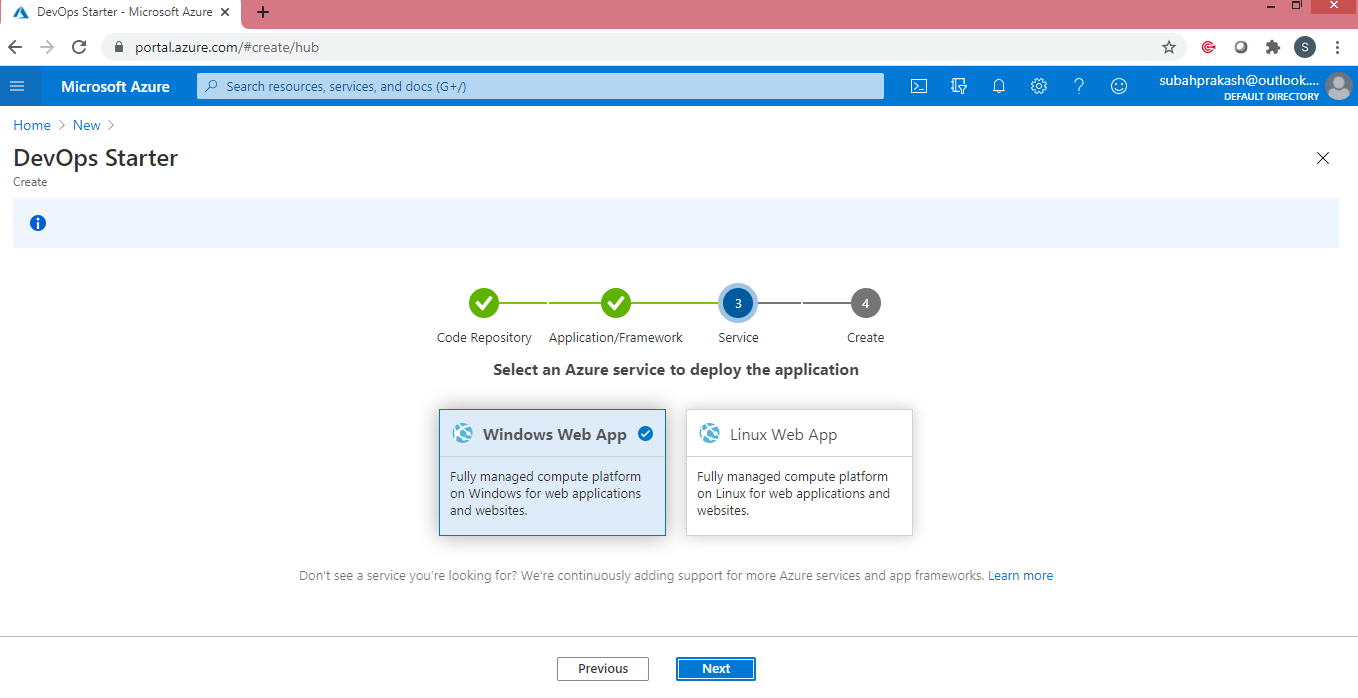 DevOps Starter - Microsoft Azure
portal.azure.com/#create/hub
S
Microsoft Azure
Search resources, services, and docs (G+/)
subahprakash@outlook....
DEFAULT DIRECTORY
Home > New >
DevOps Starter
Create
3
4
Code Repository
Application/Framework
Service
Create
Select an Azure service to deploy the application
Windows Web App
Fully managed compute platform
on Windows for web applications
and websites.
Linux Web App
Fully managed compute platform
on Linux for web applications and
websites.
Don't see a service you're looking for? We're continuously adding support for more Azure services and app frameworks. Learn more
Previous
Next